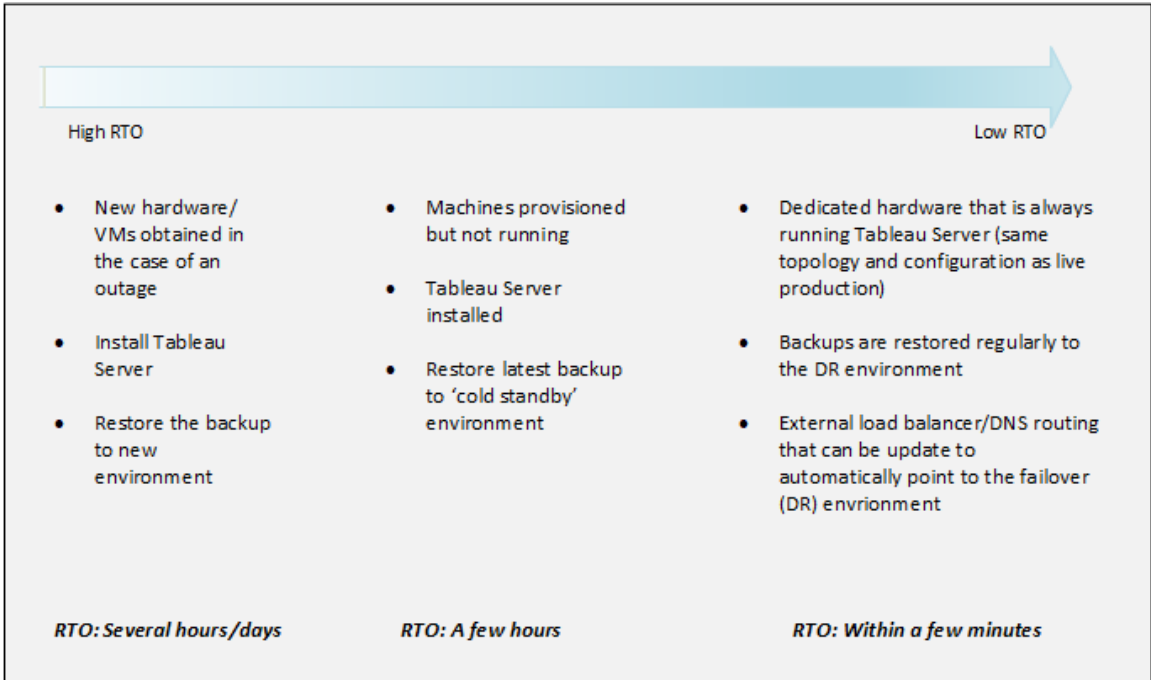 High RTO
Low RTO
● New hardware/
VMs obtained in
the case of an
outage
● Install Tableau
Server
● Restore the backup
to new
environment
● Machines provisioned
but not running
● Tableau Server
installed
● Restore latest backup
to ‘cold standby’
environment
● Dedicated hardware that is always
running Tableau Server (same
topology and configuration as live
production)
● Backups are restored regularly to
the DR environment
● External load balancer/DNS routing
that can be update to
automatically point to the failover
(DR) envrionment
RTO: Several hours/days
RTO: A few hours
RTO: Within a few minutes